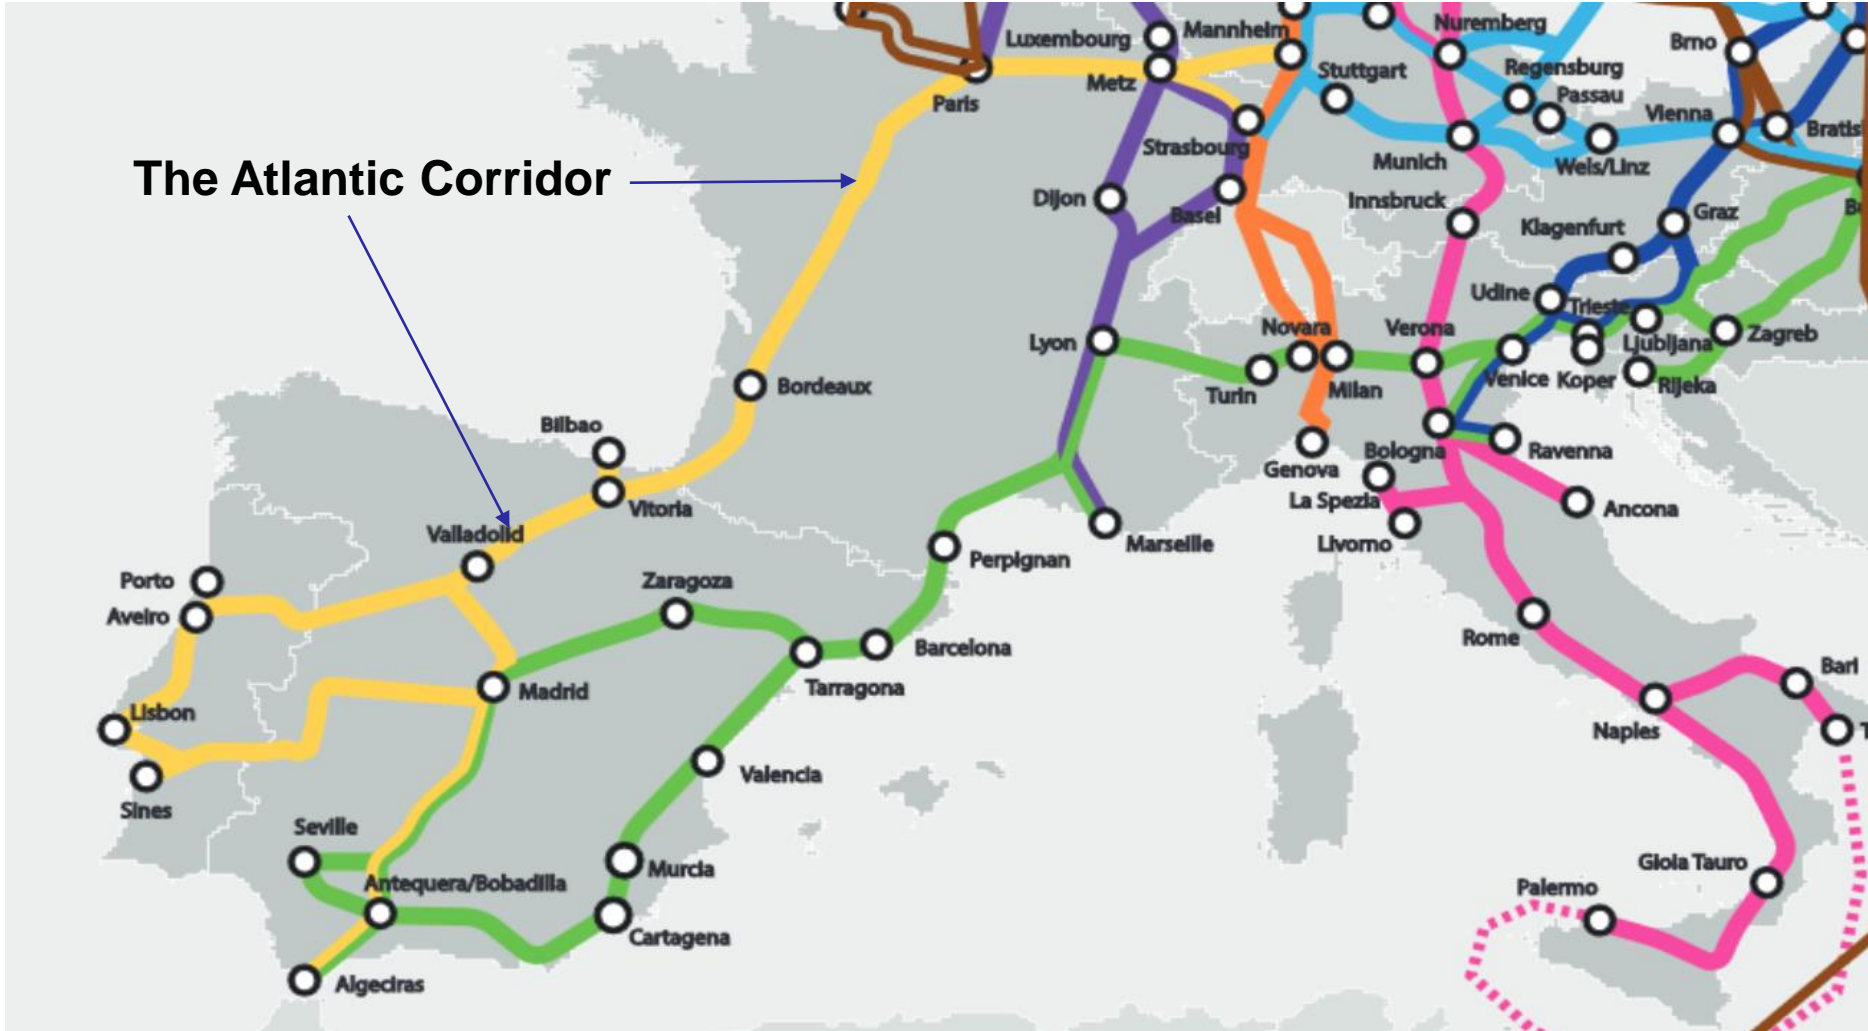 Luxembourg
Mannheim
Nuremberg
Brno
Metz
Stuttgart
Regensburg
Passau
Paris
Vienna
Bratis
Strasbourg
Munich
Wels/Linz
The Atlantic Corridor
Dijon
Basel
Innsbruck
Graz
Klagenfurt
Udine
Trieste
Lyon
Novara
Verona
Ljubljana
Zagreb
Turin
Milan
Venice
Koper
Rijeka
Bordeaux
Bilbao
Bologna
Ravenna
Genova
La Spezia
Ancona
Vitoria
Valladolid
Marseille
Livorno
Perpignan
Porto
Zaragoza
Aveiro
Barcelona
Rome
Bari
Madrid
Tarragona
Lisbon
Naples
T
Valencia
Sines
Seville
Murcia
Gioia Tauro
Antequera/Bobadilla
Palermo
Cartagena
Algeciras